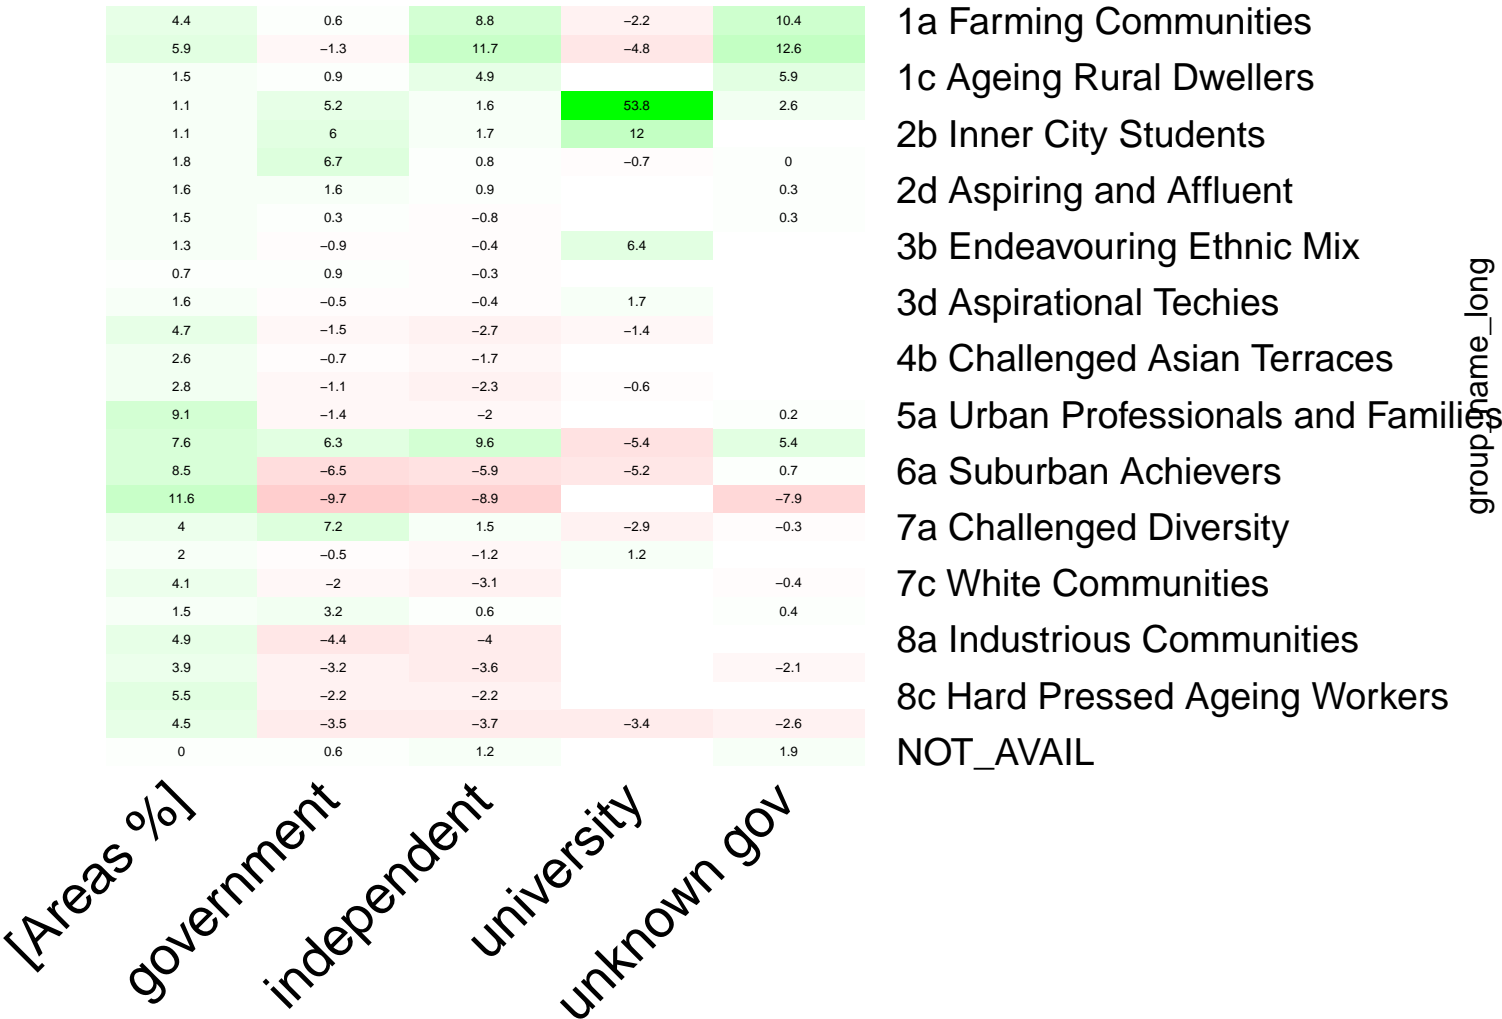 4.4 0.6 8.8 −2.2 10.4 1a Farming Communities
5.9 −1.3 11.7 −4.8 12.6
1.5 0.9 4.9 5.9 1c Ageing Rural Dwellers
1.1 5.2 1.6 53.8 2.6
1.1 6 1.7 12 2b Inner City Students
1.8 6.7 0.8 −0.7 0
1.6 1.6 0.9 0.3 2d Aspiring and Affluent
1.5 0.3 −0.8 0.3
1.3 −0.9 −0.4 6.4 3b Endeavouring Ethnic Mix
0.7 0.9 −0.3
1.6 −0.5 −0.4 1.7 3d Aspirational Techies
4.7 −1.5 −2.7 −1.4
2.6 −0.7 −1.7 4b Challenged Asian Terraces
2.8 −1.1 −2.3 −0.6
9.1 −1.4 −2 0.2 5a Urban Professionals and Families
7.6 6.3 9.6 −5.4 5.4
8.5 −6.5 −5.9 −5.2 0.7 6a Suburban Achievers
11.6 −9.7 −8.9 −7.9
4 7.2 1.5 −2.9 −0.3 7a Challenged Diversity
2 −0.5 −1.2 1.2
4.1 −2 −3.1 −0.4 7c White Communities
1.5 3.2 0.6 0.4
4.9 −4.4 −4 8a Industrious Communities
3.9 −3.2 −3.6 −2.1
5.5 −2.2 −2.2 8c Hard Pressed Ageing Workers
4.5 −3.5 −3.7 −3.4 −2.6
0 0.6 1.2 1.9 NOT_AVAIL
[Areas %]
government
independent
university
unknown gov
group_name_long